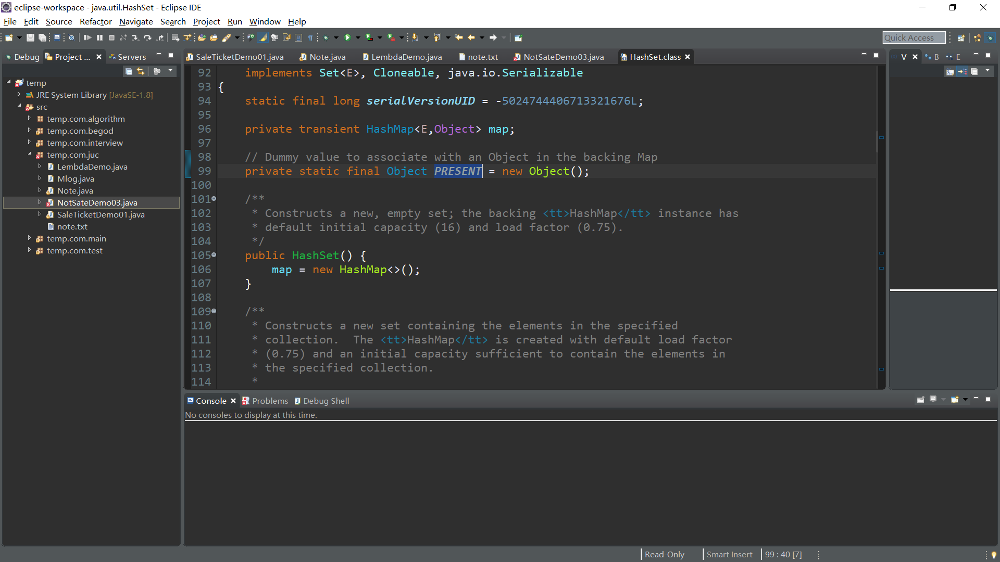 eclipse-workspace - java.util.HashSet - Eclipse IDE
File Edit Source Refactor Navigate Search Project Run Window Help
Quick Access
Debug Project ... Servers
temp
JRE System Library [JavaSE-1.8]
src
temp.com.algorithm
temp.com.begod
temp.com.interview
temp.com.juc
LembdaDemo.java
Mlog.java
Note.java
NotSateDemo03.java
SaleTicketDemo01.java
note.txt
temp.com.main
temp.com.test
SaleTicketDemo01.java Note.java LembdaDemo.java note.txt NotSateDemo03.java HashSet.class
92 implements Set<E>, Cloneable, java.io.Serializable
93 {
94 static final long serialVersionUID = -5024744406713321676L;
95
96 private transient HashMap<E,Object> map;
97
98 // Dummy value to associate with an Object in the backing Map
99 private static final Object PRESENT = new Object();
100
101 /**
102 * Constructs a new, empty set; the backing <tt>HashMap</tt> instance has
103 * default initial capacity (16) and load factor (0.75).
104 */
105 public HashSet() {
106 map = new HashMap<>();
107 }
108
109 /**
110 * Constructs a new set containing the elements in the specified
111 * collection.  The <tt>HashMap</tt> is created with default load factor
112 * (0.75) and an initial capacity sufficient to contain the elements in
113 * the specified collection.
114 *
V B E
Console Problems Debug Shell
No consoles to display at this time.
Read-Only Smart Insert 99 : 40 [7]